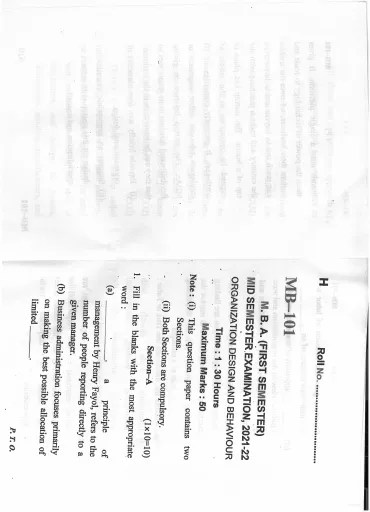 H
Roll No. ..............................
MB–101
M. B. A. (FIRST SEMESTER)
MID SEMESTER EXAMINATION, 2021-22
ORGANIZATION DESIGN AND BEHAVIOUR
Time : 1 : 30 Hours
Maximum Marks : 50
Note : (i) This question paper contains two
Sections.
(ii) Both Sections are compulsory.
Section–A (1×10=10)
1. Fill in the blanks with the most appropriate
word :
(a) ____________, a principle of
management by Henry Fayol, refers to the
number of people reporting directly to a
given manager.
(b) Business administration focuses primarily
on making the best possible allocation of
limited ____________.
P. T. O.